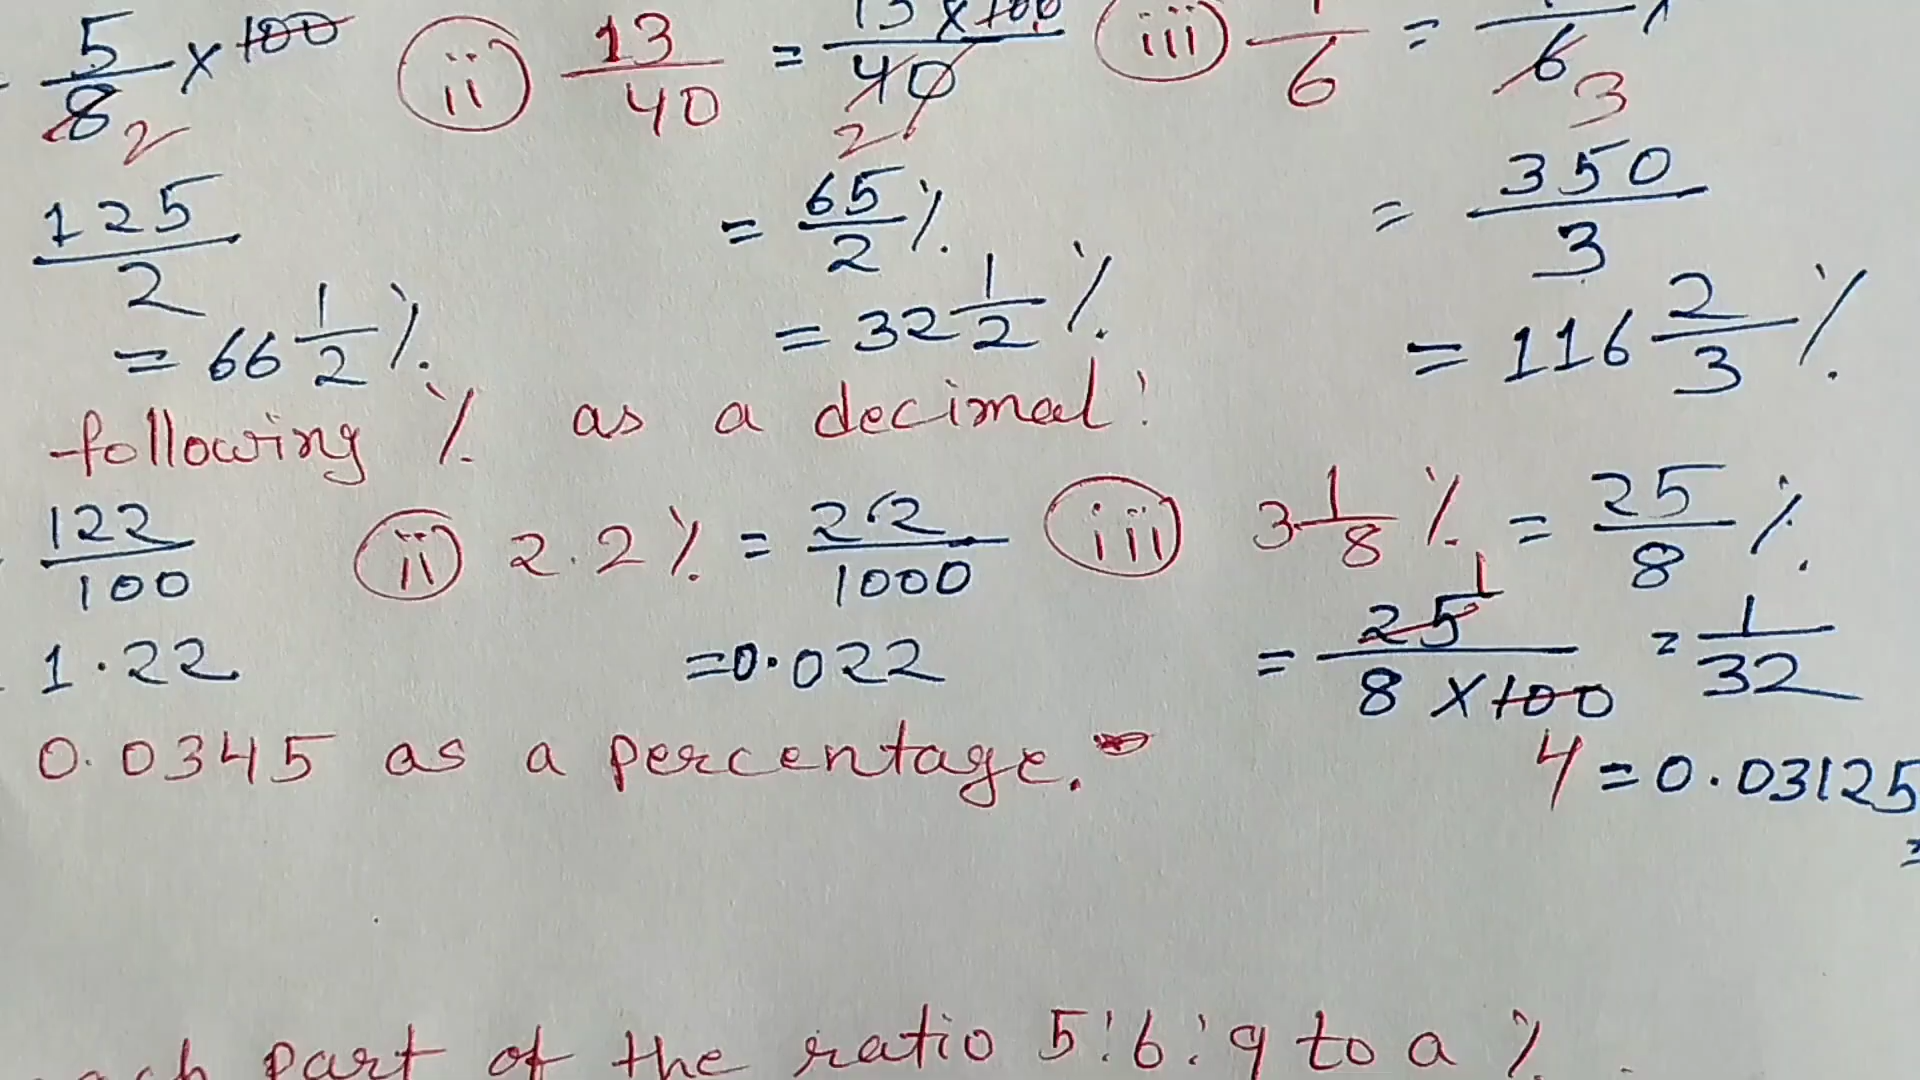 5/8 × 100 (ii) 13/40 = 13 × 100/40 (iii) /6 = /6
2 2 3
125/2 = 65/2 % = 350/3
= 66 1/2 % = 32 1/2 % = 116 2/3 %
following % as a decimal:
122/100 (ii) 2.2% = 22/1000 (iii) 3 1/8 % = 25/8 %
1.22 = 0.022 = 25/8 × 100 = 1/32
1
4 = 0.03125
0.0345 as a percentage.
part of the ratio 5:6:9 to a %